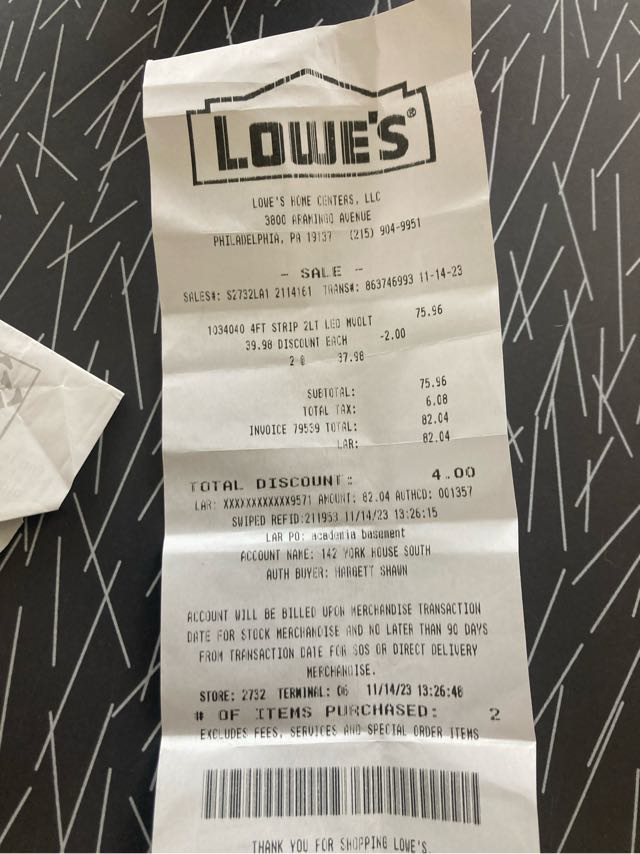 LOWE'S®
LOWE'S HOME CENTERS, LLC
3800 ARAMINGO AVENUE
PHILADELPHIA, PA 19137 (215) 904-9951
- SALE -
SALES#: S2732LA1 2114161 TRANS#: 863746993 11-14-23
1034040 4FT STRIP 2LT LED MVOLT 75.96
39.98 DISCOUNT EACH -2.00
2 @ 37.98
SUBTOTAL: 75.96
TOTAL TAX: 6.08
INVOICE 79539 TOTAL: 82.04
LAR: 82.04
TOTAL DISCOUNT: 4.00
LAR: XXXXXXXXXXXX9571 AMOUNT: 82.04 AUTHCD: 001357
SWIPED REFID:211953 11/14/23 13:26:15
LAR PO: academia basement
ACCOUNT NAME: 142 YORK HOUSE SOUTH
AUTH BUYER: HARGETT SHAWN
ACCOUNT WILL BE BILLED UPON MERCHANDISE TRANSACTION
DATE FOR STOCK MERCHANDISE AND NO LATER THAN 90 DAYS
FROM TRANSACTION DATE FOR SOS OR DIRECT DELIVERY
MERCHANDISE.
STORE: 2732 TERMINAL: 06 11/14/23 13:26:48
# OF ITEMS PURCHASED: 2
EXCLUDES FEES, SERVICES AND SPECIAL ORDER ITEMS
THANK YOU FOR SHOPPING LOWE'S.